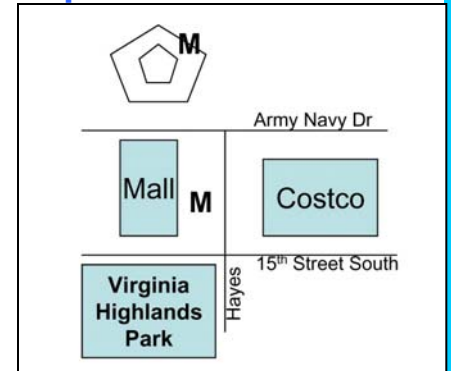 M
Army Navy Dr
Mall
M
Costco
15th Street South
Hayes
Virginia
Highlands
Park